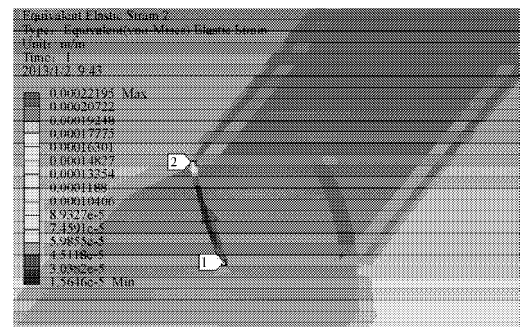 Equivalent Elastic Strain 2
Type: Equivalent(von-Mises) Elastic Strain
Unit: m/m
Time: 1
2013/1/2 9:43
0.00022195 Max
0.00020722
0.00019248
0.00017775
0.00016301
0.00014827
0.00013354
0.0001188
0.00010406
8.9327e-5
7.4591e-5
5.9855e-5
4.5118e-5
3.0382e-5
1.5646e-5 Min
2
1